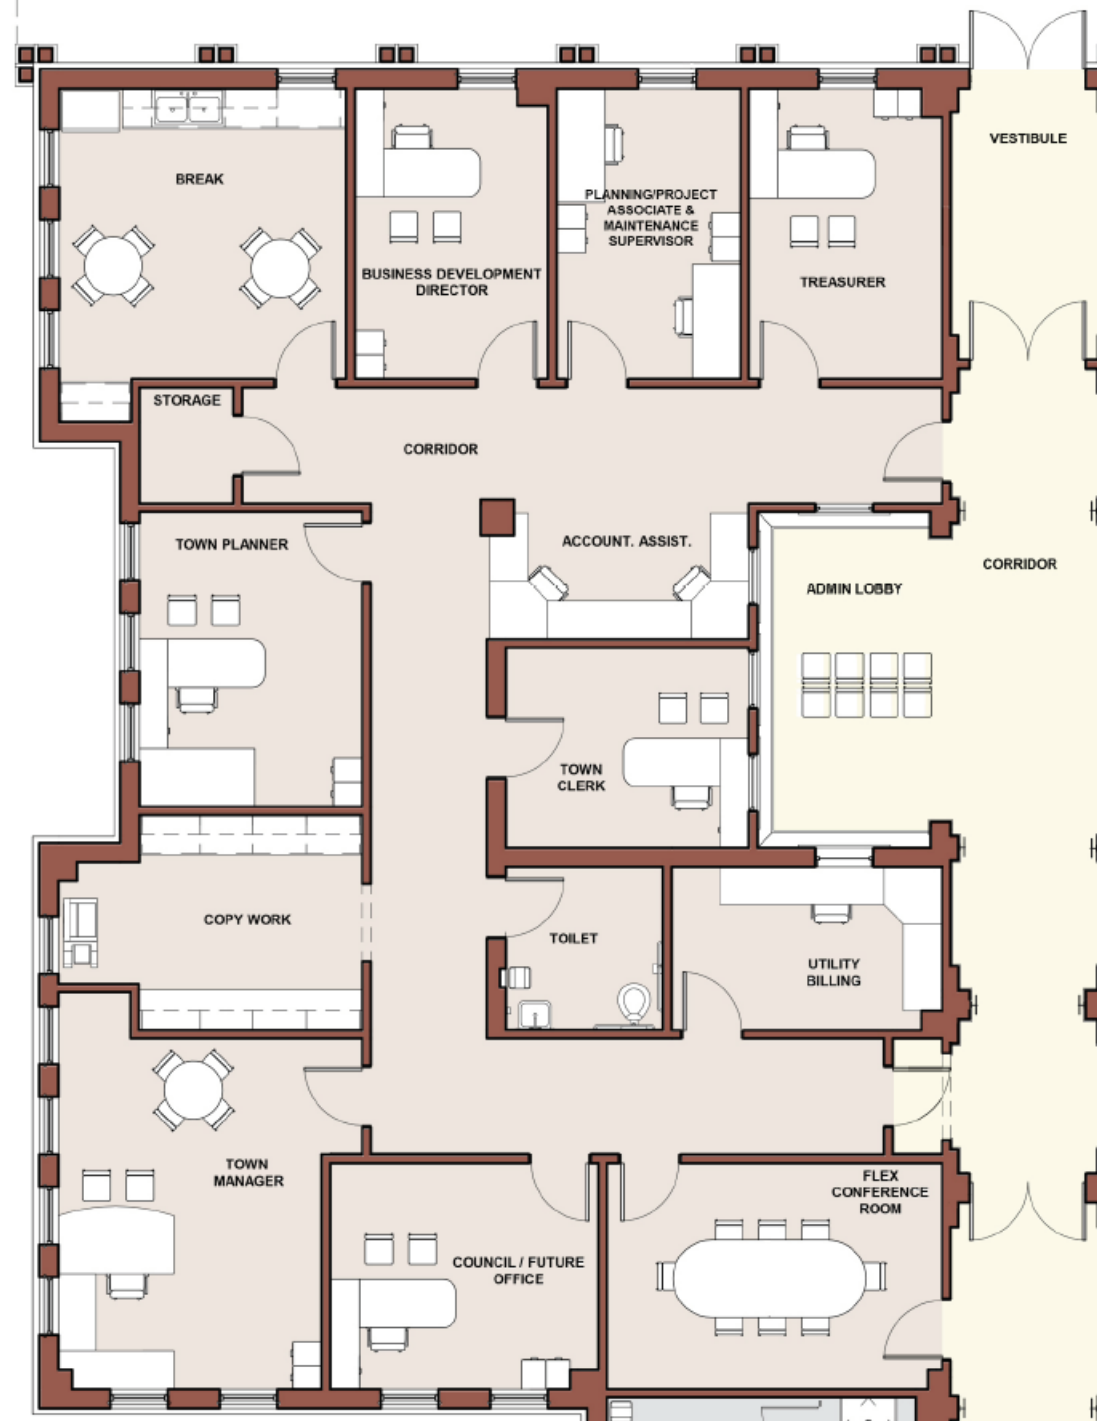 VESTIBULE
BREAK
PLANNING/PROJECT
ASSOCIATE &
MAINTENANCE
SUPERVISOR
BUSINESS DEVELOPMENT
DIRECTOR
TREASURER
STORAGE
CORRIDOR
TOWN PLANNER
ACCOUNT. ASSIST.
ADMIN LOBBY
CORRIDOR
TOWN
CLERK
COPY WORK
TOILET
UTILITY
BILLING
TOWN
MANAGER
FLEX
CONFERENCE
ROOM
COUNCIL / FUTURE
OFFICE